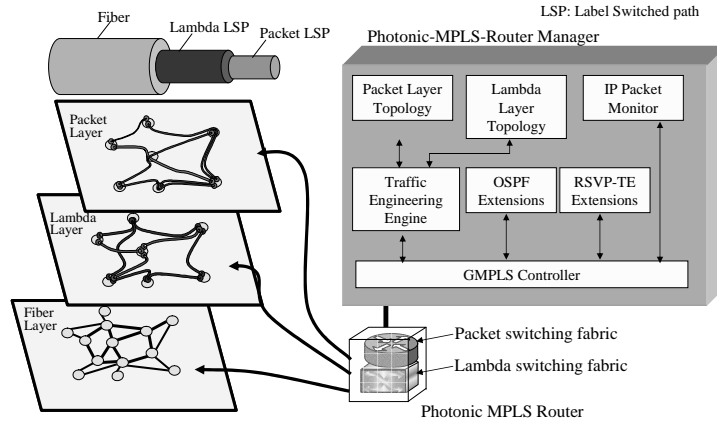 LSP: Label Switched path
Fiber
Lambda LSP
Packet LSP
Photonic-MPLS-Router Manager
Packet Layer
Topology
Lambda
Layer
Topology
IP Packet
Monitor
Packet
Layer
Traffic
Engineering
Engine
OSPF
Extensions
RSVP-TE
Extensions
Lambda
Layer
GMPLS Controller
Fiber
Layer
Packet switching fabric
Lambda switching fabric
Photonic MPLS Router